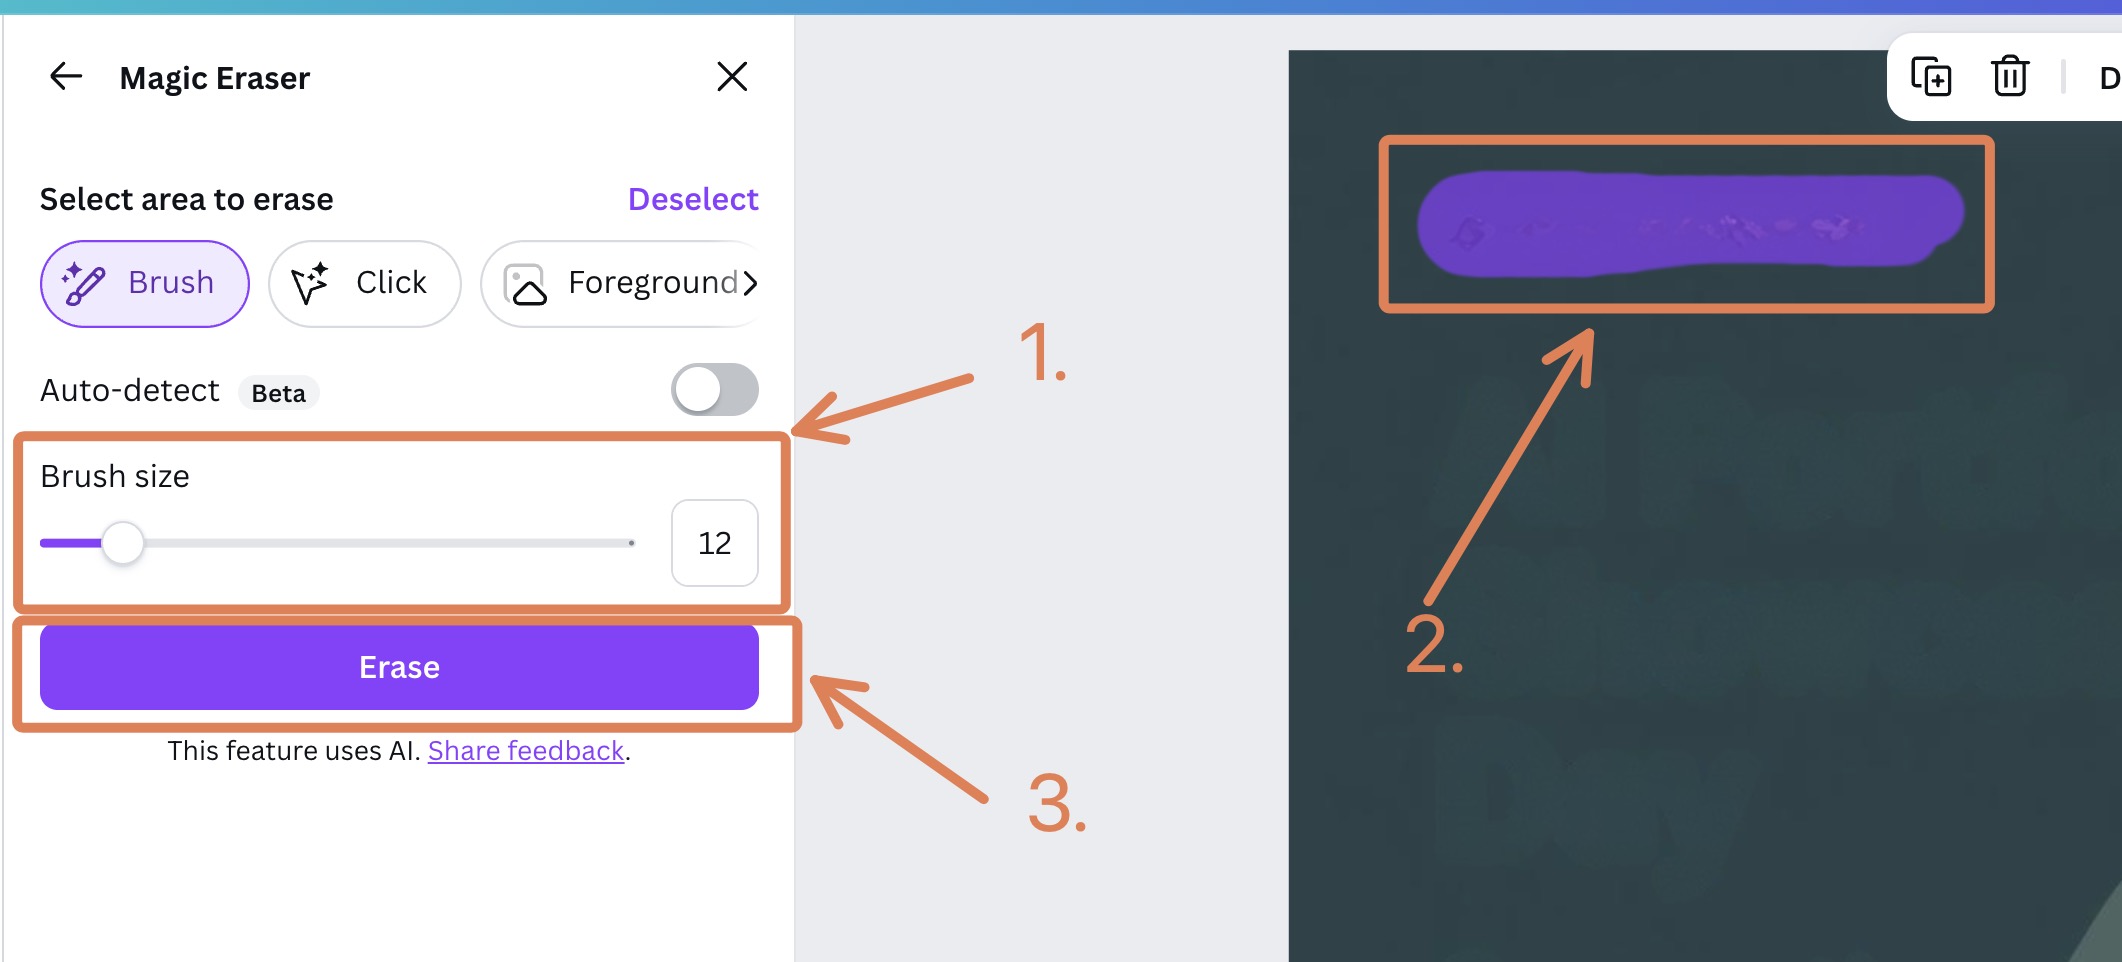 Magic Eraser
D
Select area to erase
Deselect
Brush
Click
Foreground
Auto-detect
Beta
1.
Brush size
12
2.
Erase
This feature uses AI. Share feedback.
3.